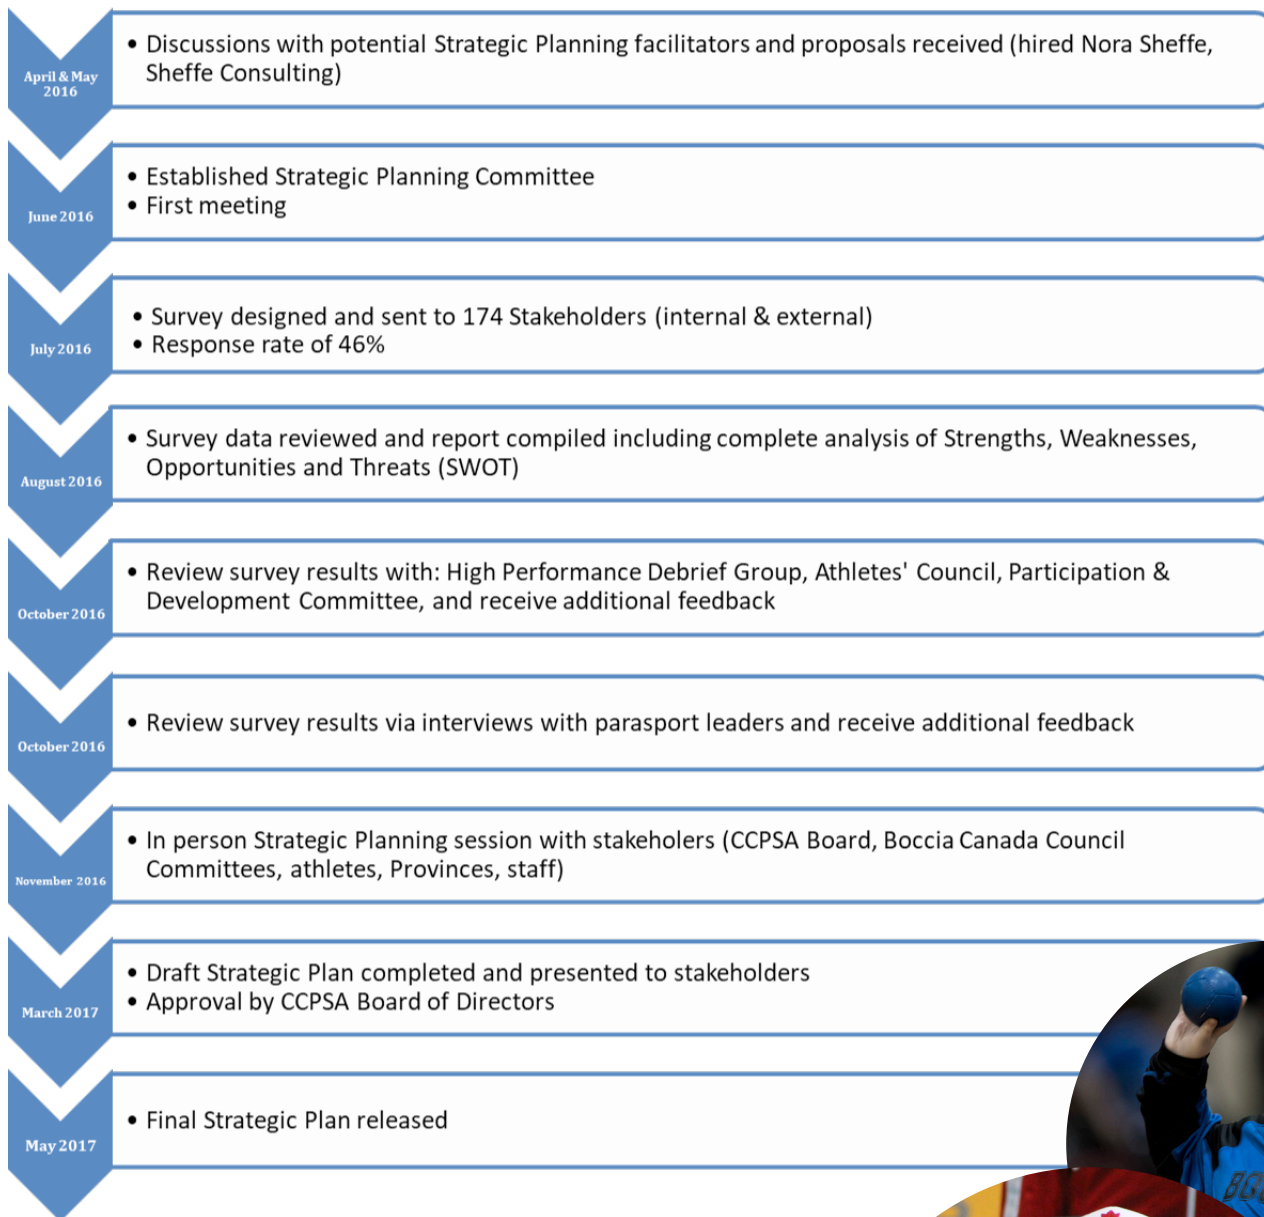 April & May
2016
• Discussions with potential Strategic Planning facilitators and proposals received (hired Nora Sheffe,
Sheffe Consulting)
June 2016
• Established Strategic Planning Committee
• First meeting
July 2016
• Survey designed and sent to 174 Stakeholders (internal & external)
• Response rate of 46%
August 2016
• Survey data reviewed and report compiled including complete analysis of Strengths, Weaknesses,
Opportunities and Threats (SWOT)
October 2016
• Review survey results with: High Performance Debrief Group, Athletes' Council, Participation &
Development Committee, and receive additional feedback
October 2016
• Review survey results via interviews with parasport leaders and receive additional feedback
November 2016
• In person Strategic Planning session with stakeholers (CCPSA Board, Boccia Canada Council
Committees, athletes, Provinces, staff)
March 2017
• Draft Strategic Plan completed and presented to stakeholders
• Approval by CCPSA Board of Directors
May 2017
• Final Strategic Plan released